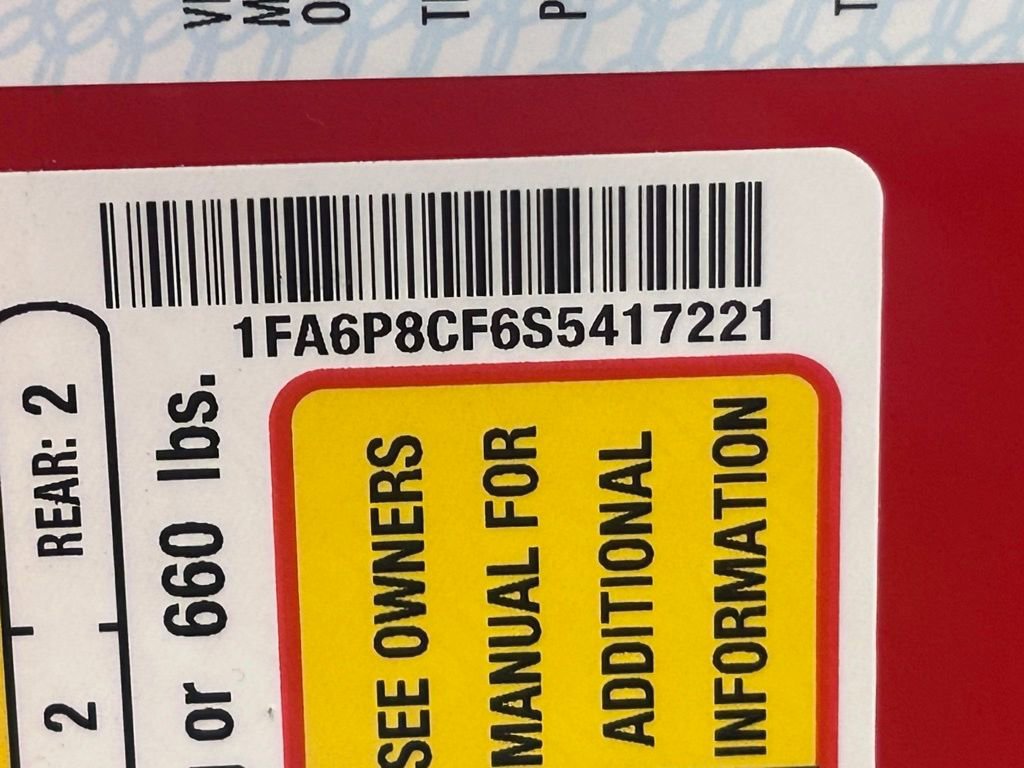 1FA6P8CF6S5417221
2 REAR: 2
or 660 lbs.
SEE OWNERS
MANUAL FOR
ADDITIONAL
INFORMATION